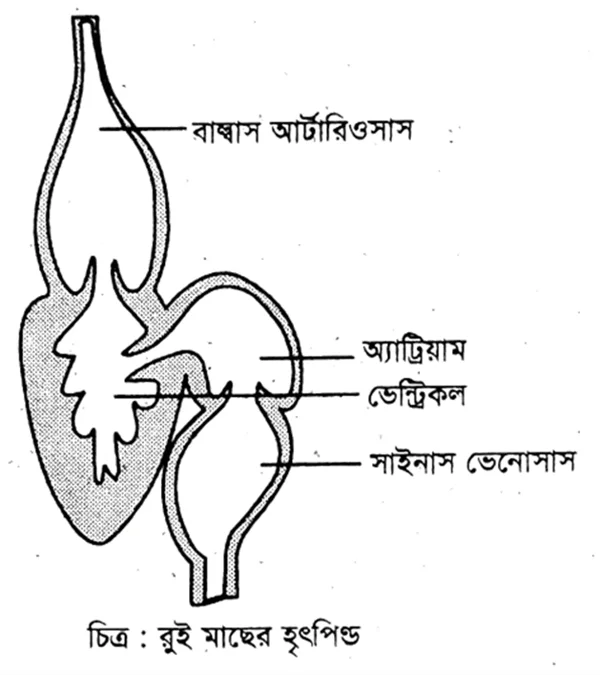 বাল্বাস আর্টারিওসাস
অ্যাট্রিয়াম
ভেন্ট্রিকল
সাইনাস ভেনোসাস
চিত্র : রুই মাছের হৃৎপিণ্ড